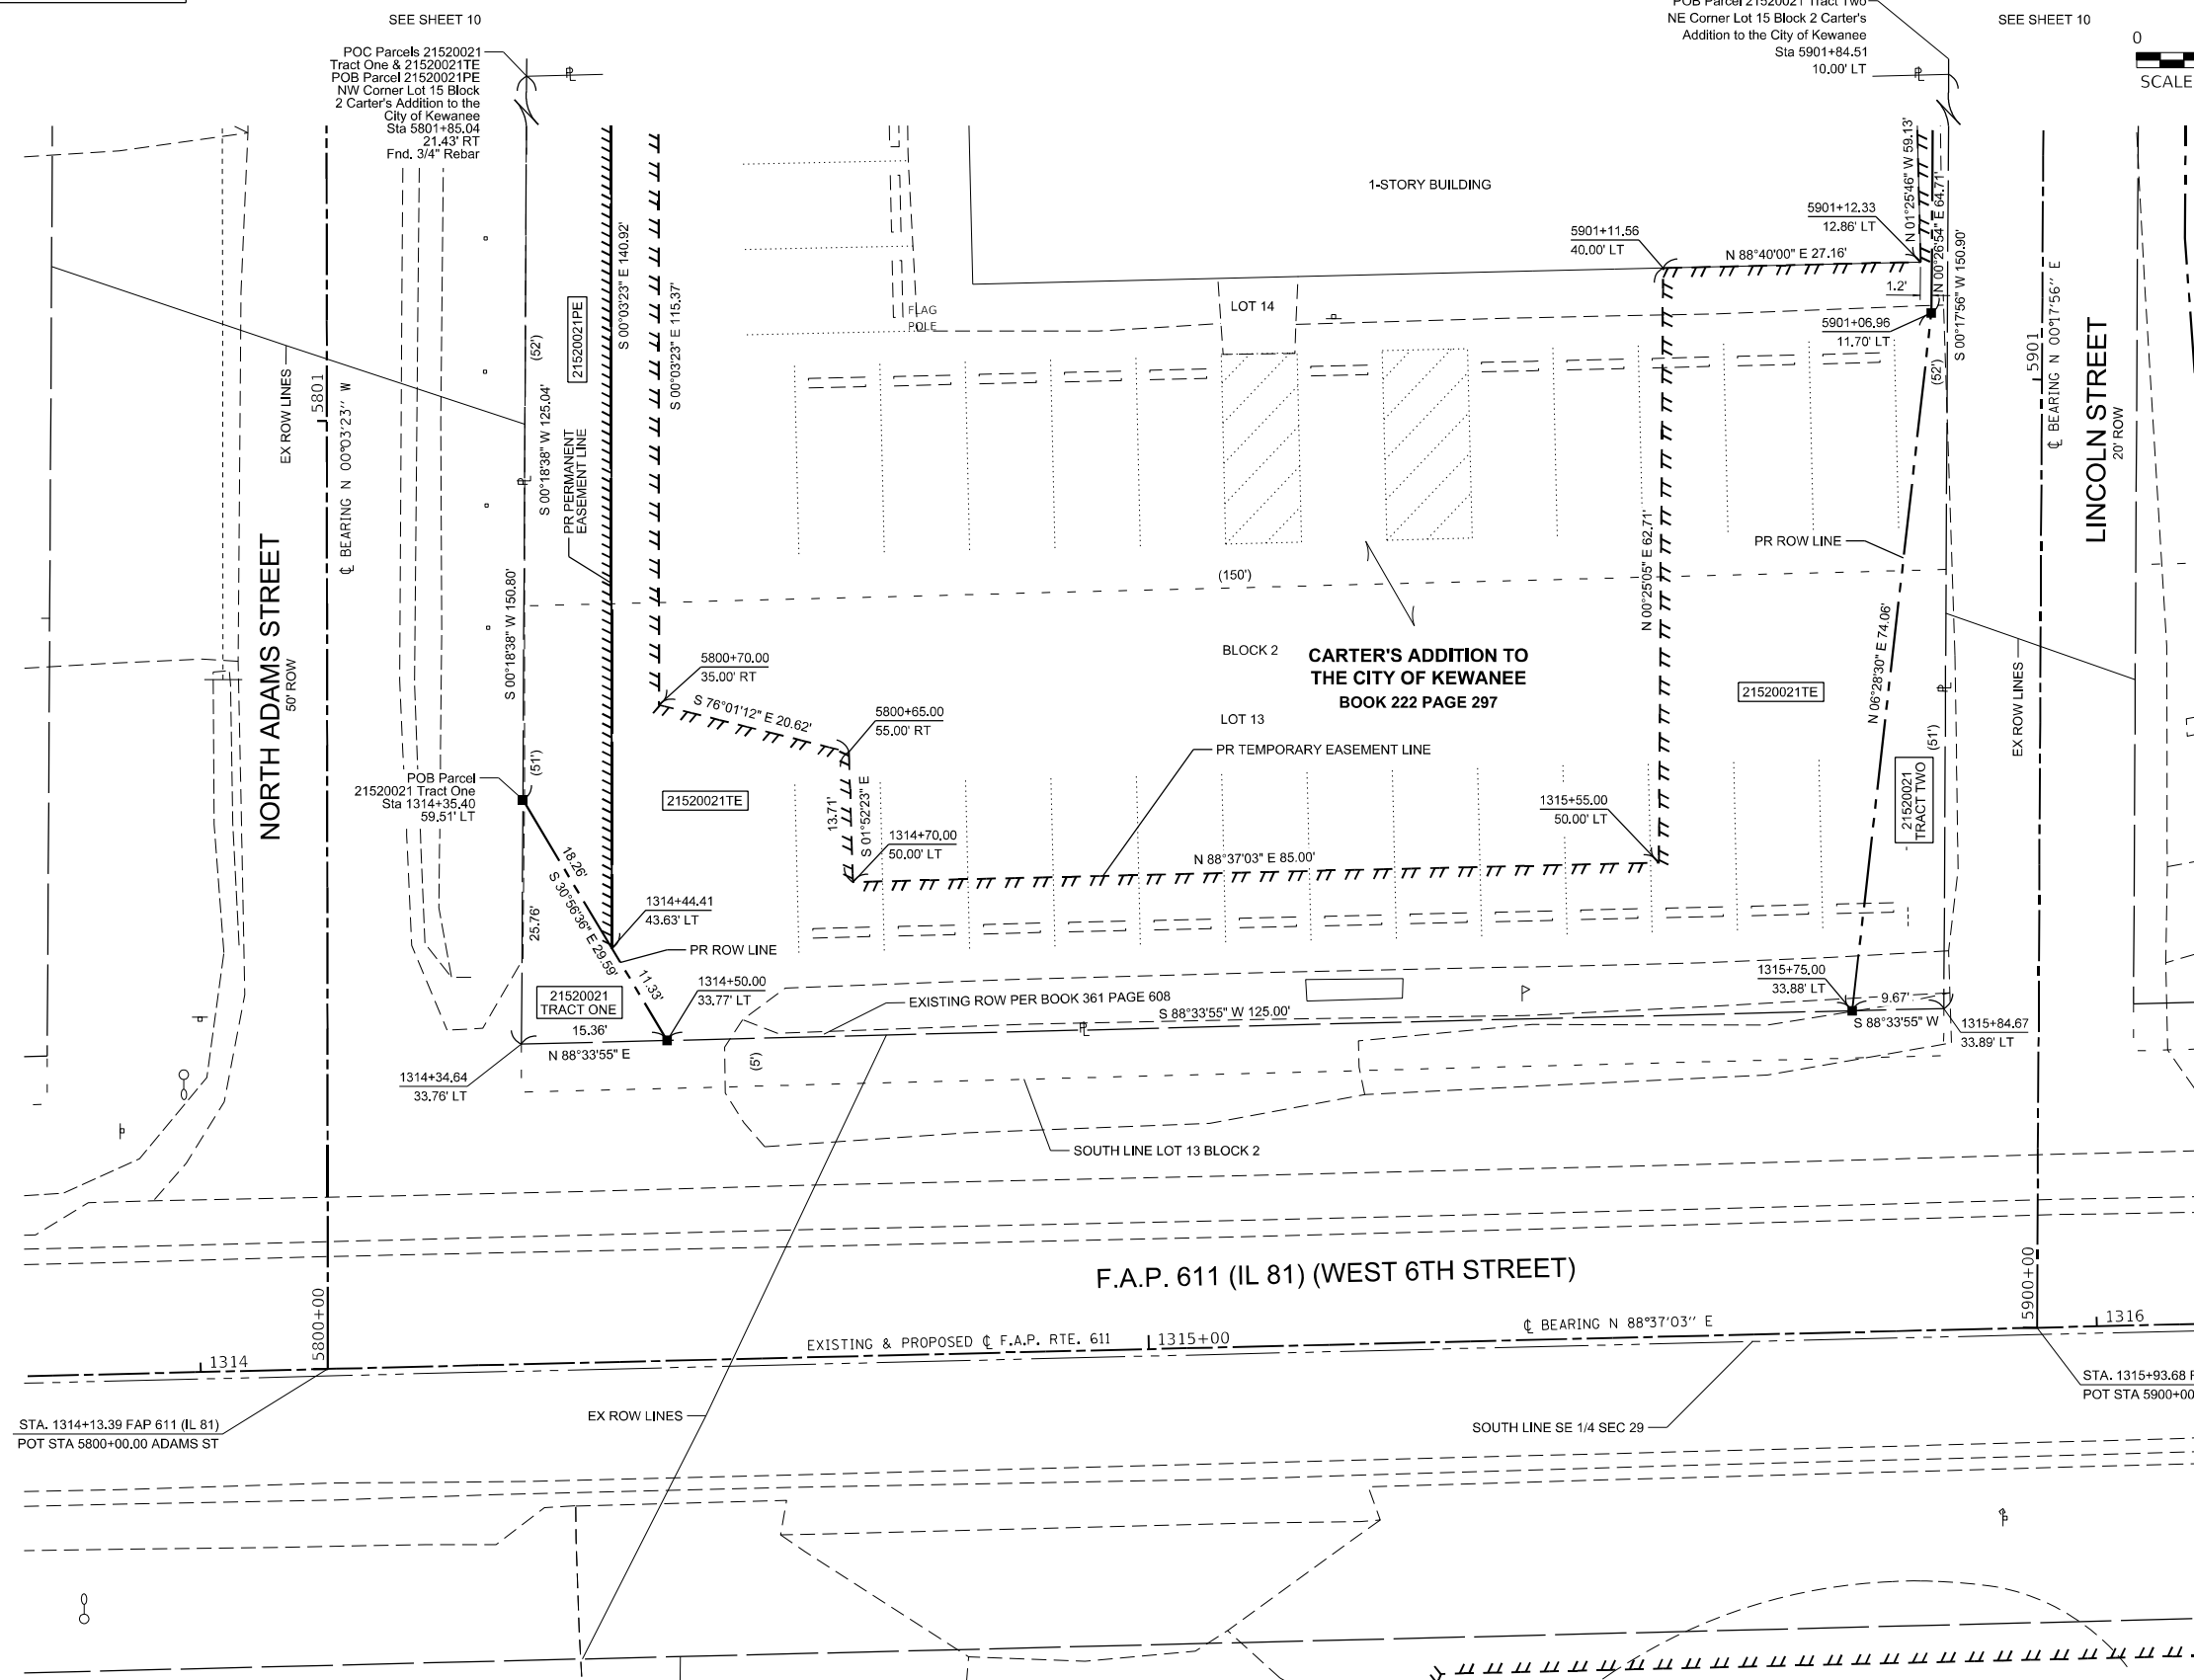 SEE SHEET 10
POC Parcels 21520021
Tract One & 21520021TE
POB Parcel 21520021PE
NW Corner Lot 15 Block
2 Carter's Addition to the
City of Kewanee
Sta 5801+85.04
21.43' RT
Fnd. 3/4" Rebar
POB Parcel 21520021 Tract Two
NE Corner Lot 15 Block 2 Carter's
Addition to the City of Kewanee
Sta 5901+84.51
10.00' LT
SEE SHEET 10
0
SCALE
1-STORY BUILDING
5901+12.33
12.86' LT
5901+11.56
40.00' LT
N 88°40'00" E 27.16'
N 01°25'46" W 59.13'
N 00°26'54" E 64.71'
S 00°17'56" W 150.90'
1.2'
5901+06.96
11.70' LT
(52')
5901
℄ BEARING N 00°17'56'' E
LINCOLN STREET
20' ROW
EX ROW LINES
5801
℄ BEARING N 00°03'23'' W
NORTH ADAMS STREET
50' ROW
(52')
S 00°18'38" W 125.04'
S 00°18'38" W 150.80'
21520021PE
PR PERMANENT
EASEMENT LINE
S 00°03'23" E 140.92'
S 00°03'23" E 115.37'
FLAG
POLE
LOT 14
(150')
N 00°25'05" E 62.71'
PR ROW LINE
N 06°28'30" E 74.06'
BLOCK 2
CARTER'S ADDITION TO
THE CITY OF KEWANEE
BOOK 222 PAGE 297
LOT 13
21520021TE
EX ROW LINES
5800+70.00
35.00' RT
S 76°01'12" E 20.62'
5800+65.00
55.00' RT
PR TEMPORARY EASEMENT LINE
(51')
POB Parcel
21520021 Tract One
Sta 1314+35.40
59.51' LT
21520021TE
13.71'
S 01°52'23" E
1314+70.00
50.00' LT
N 88°37'03" E 85.00'
1315+55.00
50.00' LT
(51')
21520021
TRACT TWO
18.26'
S 30°56'36" E 29.59'
11.33'
25.76'
1314+44.41
43.63' LT
PR ROW LINE
21520021
TRACT ONE
1314+50.00
33.77' LT
EXISTING ROW PER BOOK 361 PAGE 608
S 88°33'55" W 125.00'
1315+75.00
33.88' LT
9.67'
S 88°33'55" W
1315+84.67
33.89' LT
15.36'
N 88°33'55" E
(5')
1314+34.64
33.76' LT
SOUTH LINE LOT 13 BLOCK 2
F.A.P. 611 (IL 81) (WEST 6TH STREET)
5800+00
5900+00
1314
EXISTING & PROPOSED ℄ F.A.P. RTE. 611
1315+00
℄ BEARING N 88°37'03'' E
1316
STA. 1314+13.39 FAP 611 (IL 81)
POT STA 5800+00.00 ADAMS ST
EX ROW LINES
SOUTH LINE SE 1/4 SEC 29
STA. 1315+93.68
POT STA 5900+00